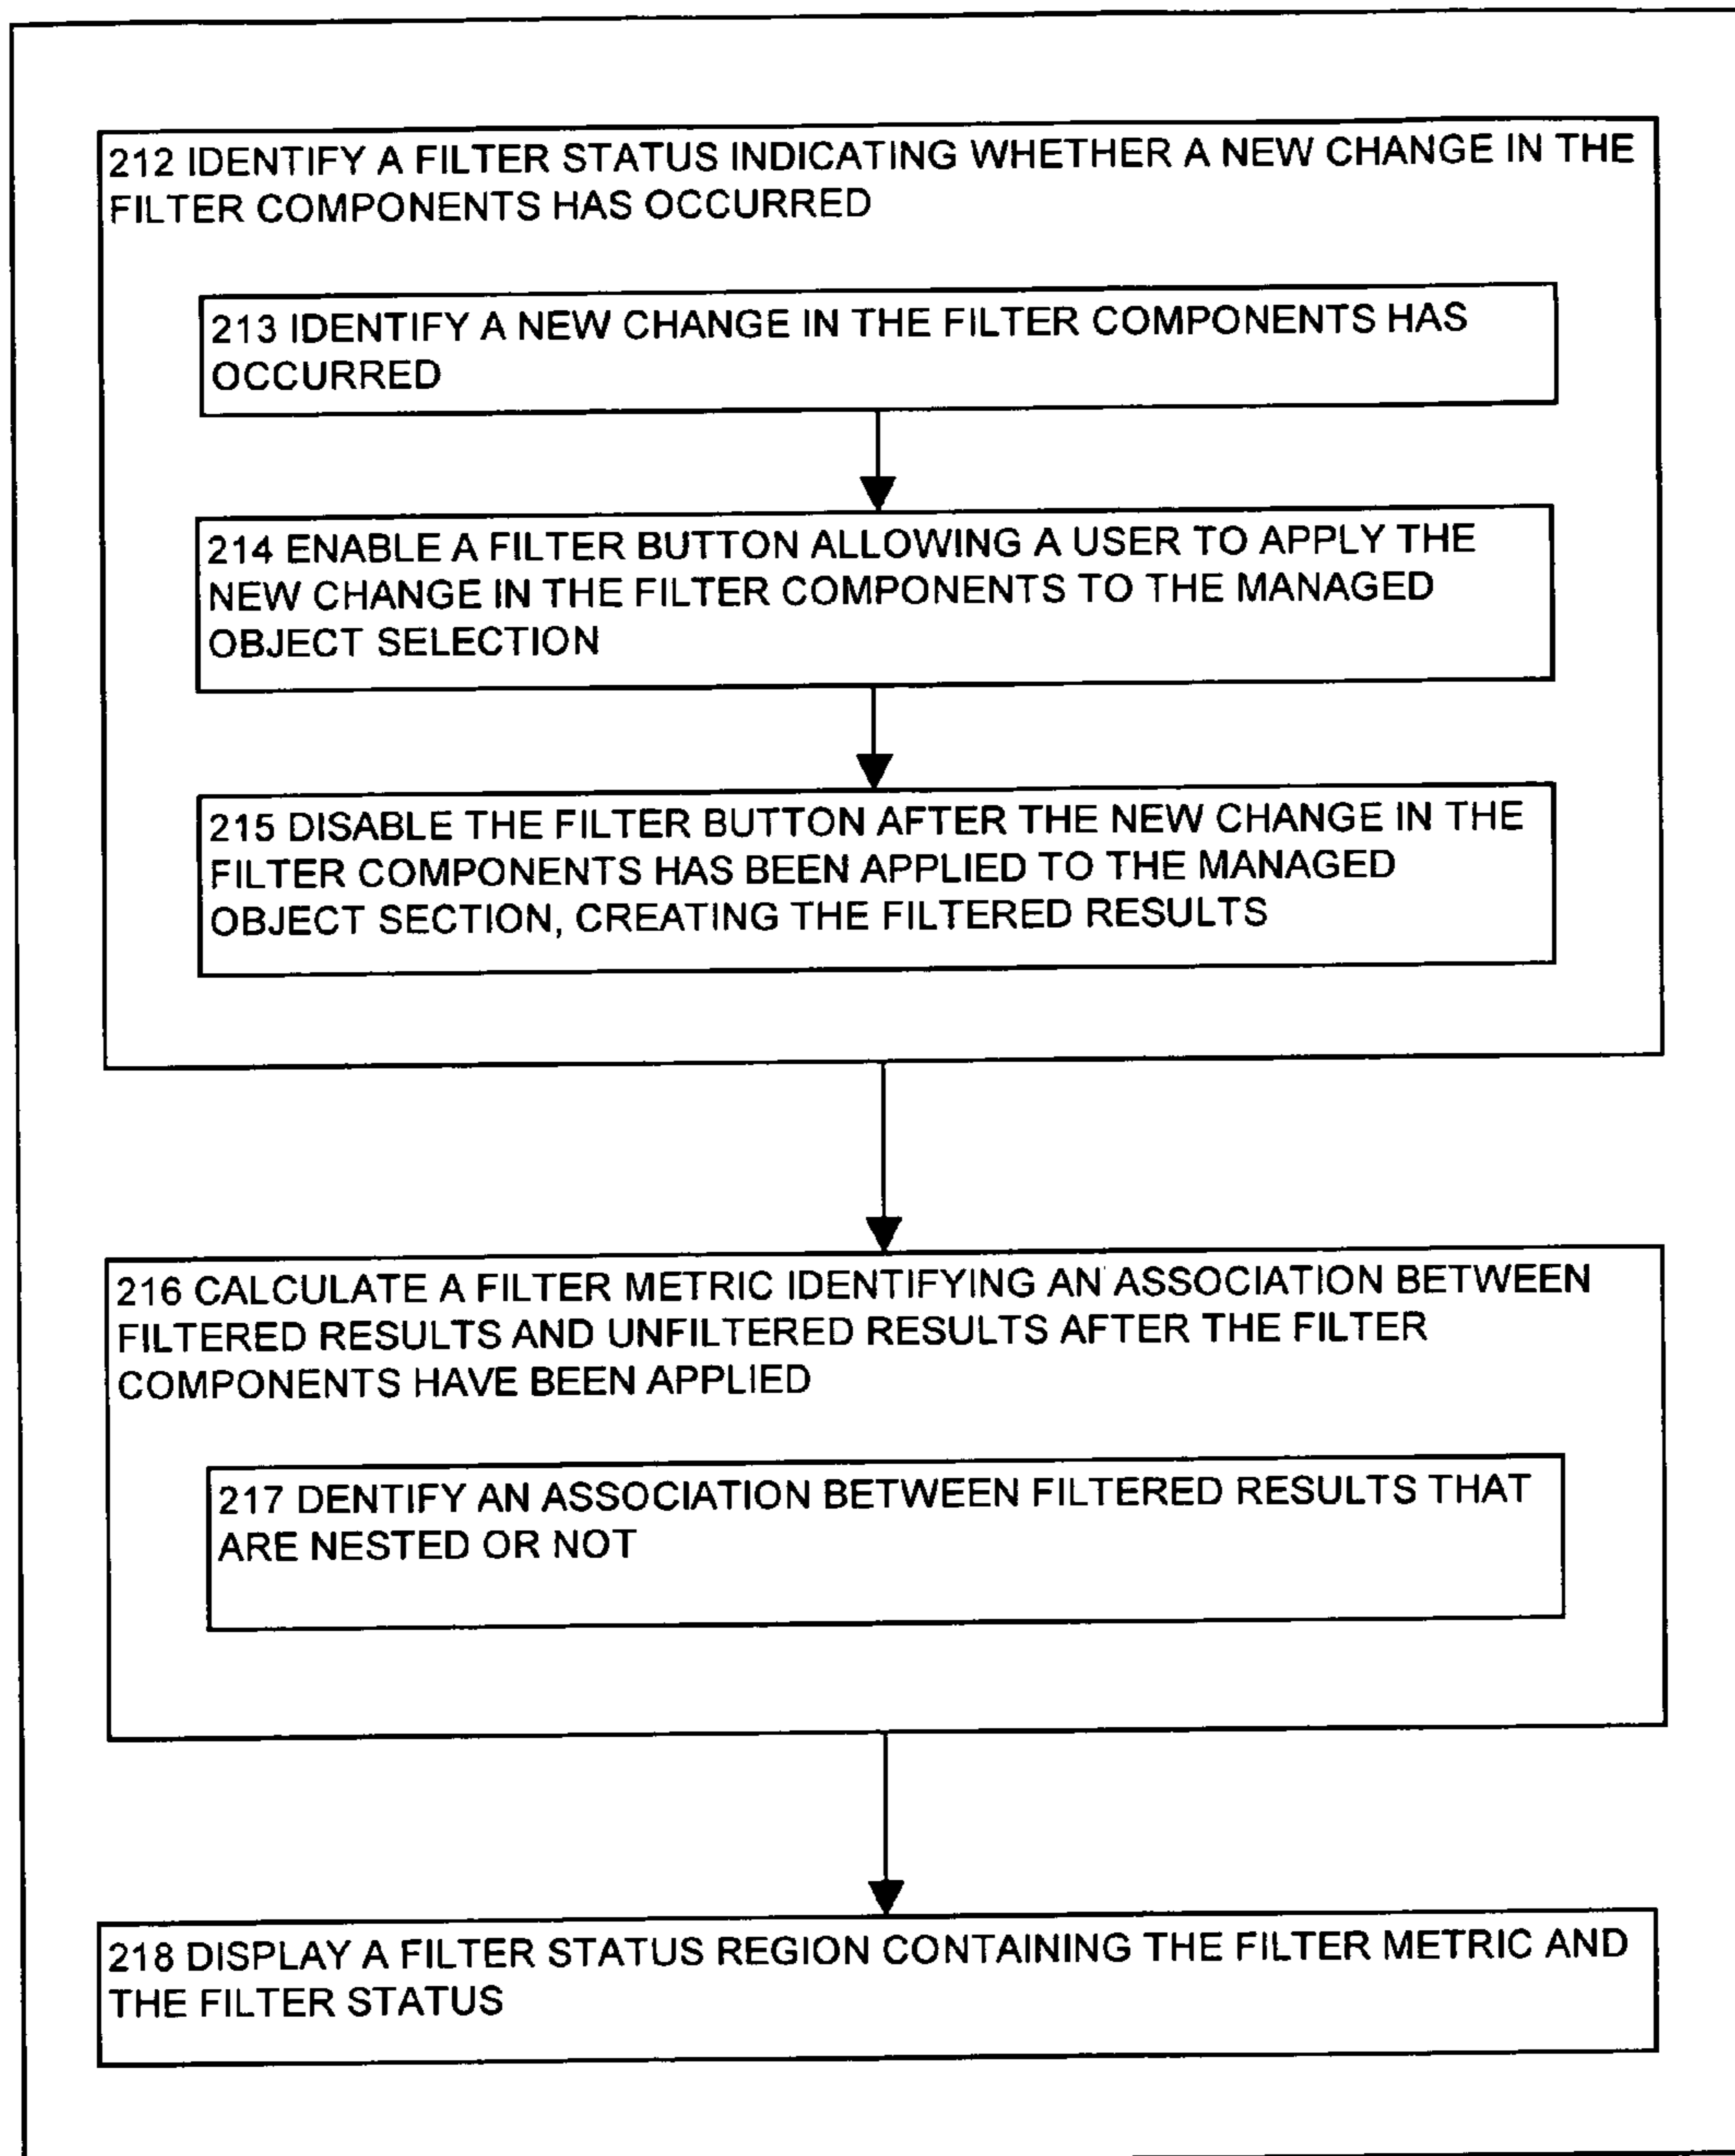 212 IDENTIFY A FILTER STATUS INDICATING WHETHER A NEW CHANGE IN THE
FILTER COMPONENTS HAS OCCURRED
213 IDENTIFY A NEW CHANGE IN THE FILTER COMPONENTS HAS
OCCURRED
214 ENABLE A FILTER BUTTON ALLOWING A USER TO APPLY THE
NEW CHANGE IN THE FILTER COMPONENTS TO THE MANAGED
OBJECT SELECTION
215 DISABLE THE FILTER BUTTON AFTER THE NEW CHANGE IN THE
FILTER COMPONENTS HAS BEEN APPLIED TO THE MANAGED
OBJECT SECTION, CREATING THE FILTERED RESULTS
216 CALCULATE A FILTER METRIC IDENTIFYING AN ASSOCIATION BETWEEN
FILTERED RESULTS AND UNFILTERED RESULTS AFTER THE FILTER
COMPONENTS HAVE BEEN APPLIED
217 DENTIFY AN ASSOCIATION BETWEEN FILTERED RESULTS THAT
ARE NESTED OR NOT
218 DISPLAY A FILTER STATUS REGION CONTAINING THE FILTER METRIC AND
THE FILTER STATUS